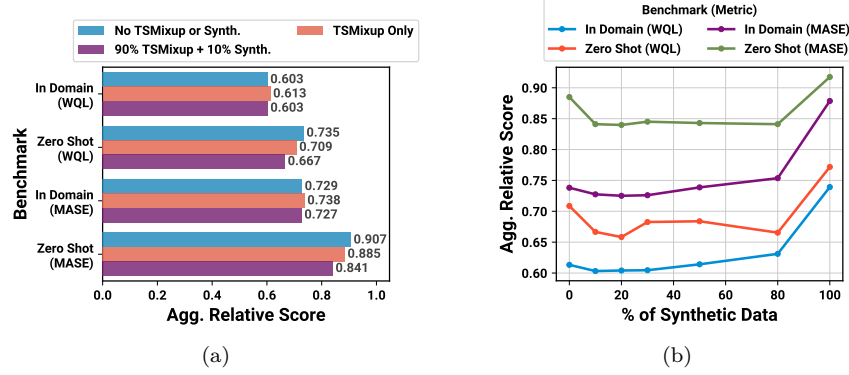 No TSMixup or Synth.
TSMixup Only
90% TSMixup + 10% Synth.
Benchmark
In Domain
(WQL)
0.603
0.613
0.603
Zero Shot
(WQL)
0.735
0.709
0.667
In Domain
(MASE)
0.729
0.738
0.727
Zero Shot
(MASE)
0.907
0.885
0.841
0.0 0.2 0.4 0.6 0.8 1.0
Agg. Relative Score
(a)
Benchmark (Metric)
In Domain (WQL)
In Domain (MASE)
Zero Shot (WQL)
Zero Shot (MASE)
Agg. Relative Score
0.90
0.85
0.80
0.75
0.70
0.65
0.60
0 20 40 60 80 100
% of Synthetic Data
(b)